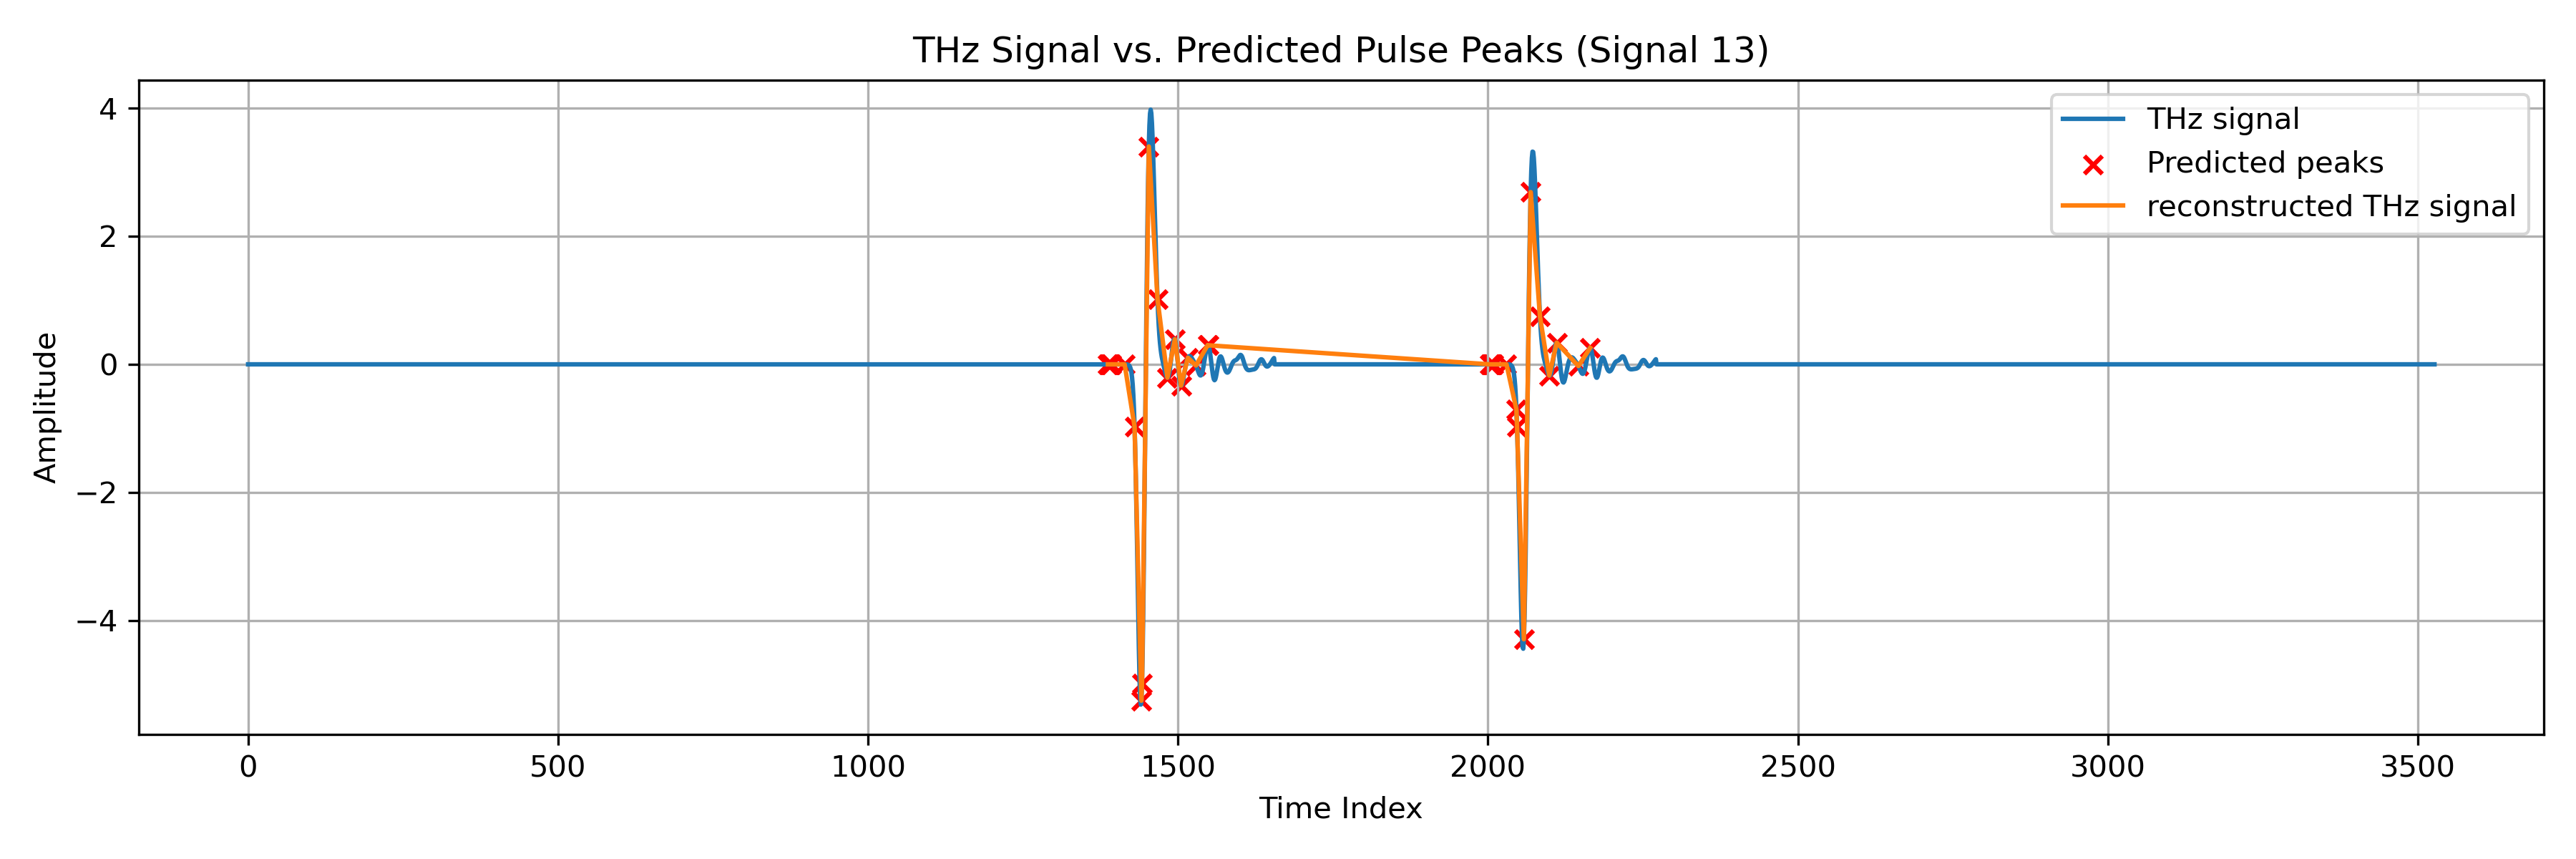 THz Signal vs. Predicted Pulse Peaks (Signal 13)
THz signal
Predicted peaks
reconstructed THz signal
Amplitude
4
2
0
−2
−4
0 500 1000 1500 2000 2500 3000 3500
Time Index